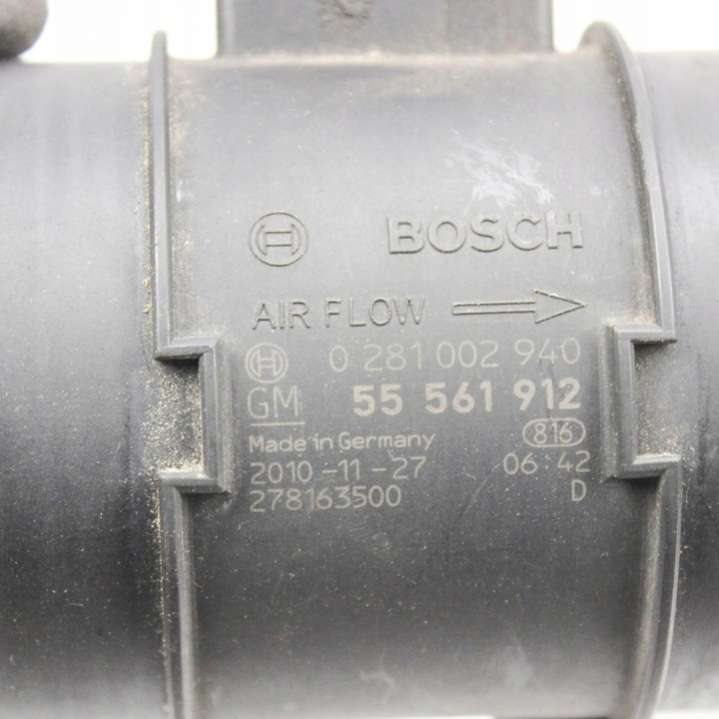 BOSCH
AIR FLOW
0 281 002 940
GM 55 561 912
Made in Germany 816
2010-11-27 06:42
278163500 D